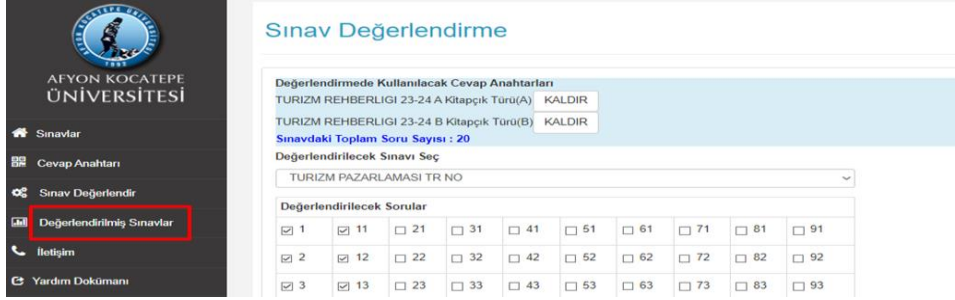 AFYON KOCATEPE
ÜNİVERSİTESİ
Sınavlar
Cevap Anahtarı
Sınav Değerlendir
Değerlendirilmiş Sınavlar
İletişim
Yardım Dokümanı
Sınav Değerlendirme
Değerlendirmede Kullanılacak Cevap Anahtarları
TURIZM REHBERLIGI 23-24 A Kitapçık Türü(A) KALDIR
TURIZM REHBERLIGI 23-24 B Kitapçık Türü(B) KALDIR
Sınavdaki Toplam Soru Sayısı : 20
Değerlendirilecek Sınavı Seç
TURIZM PAZARLAMASI TR NO
Değerlendirilecek Sorular
1 11 21 31 41 51 61 71 81 91
2 12 22 32 42 52 62 72 82 92
3 13 23 33 43 53 63 73 83 93